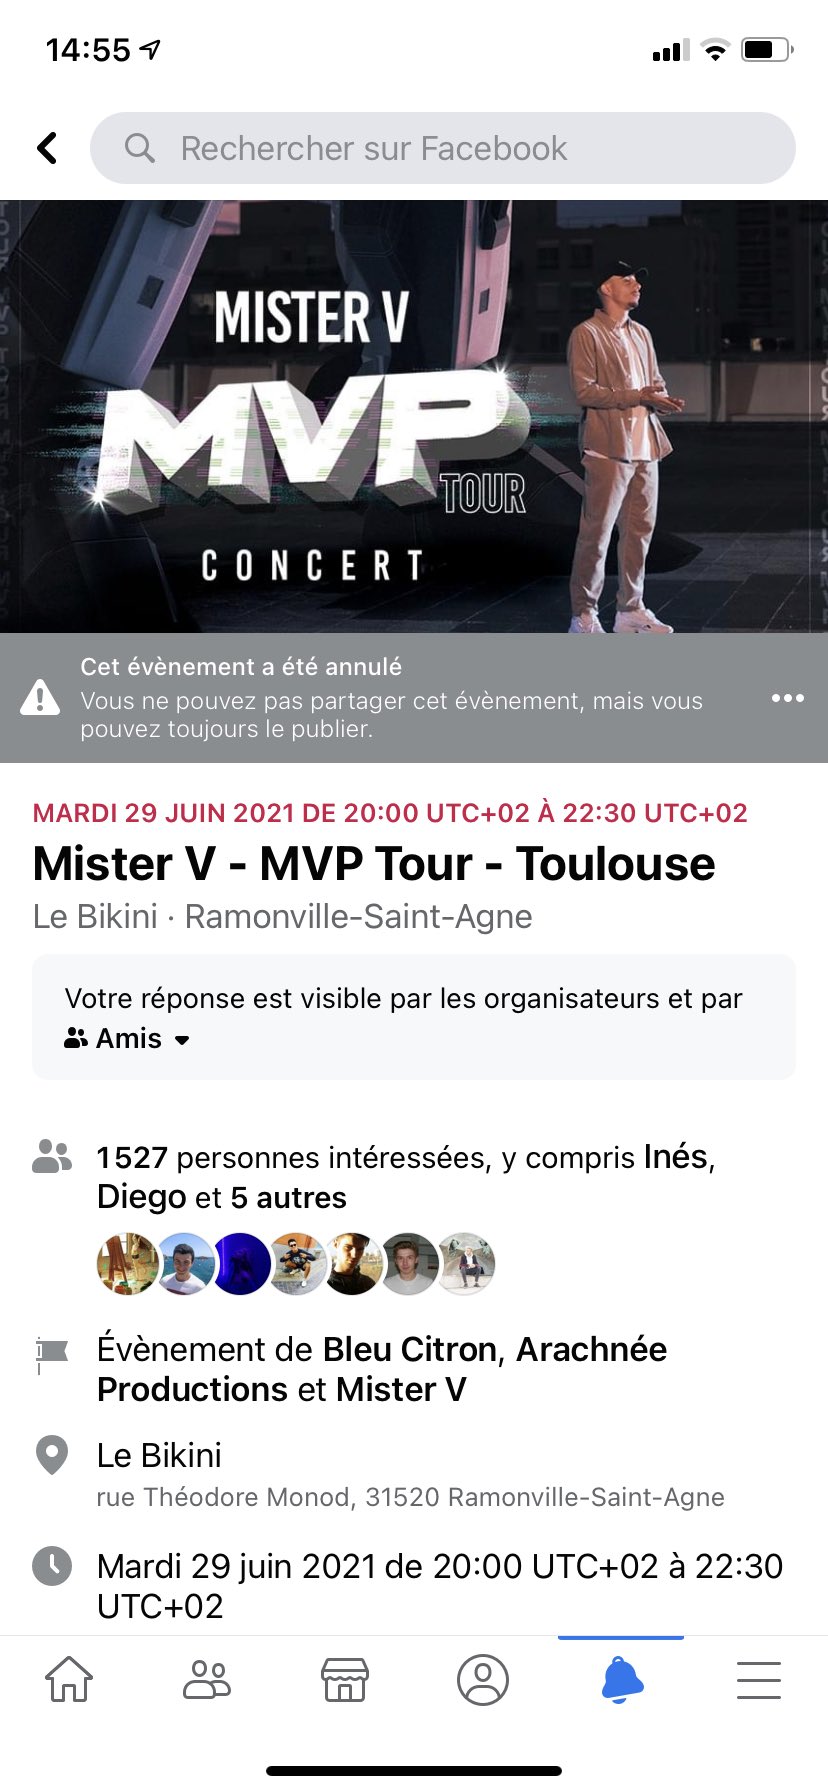 14:55
Rechercher sur Facebook
MISTER V
MVP
TOUR
CONCERT
Cet évènement a été annulé
Vous ne pouvez pas partager cet évènement, mais vous
pouvez toujours le publier.
MARDI 29 JUIN 2021 DE 20:00 UTC+02 À 22:30 UTC+02
Mister V - MVP Tour - Toulouse
Le Bikini · Ramonville-Saint-Agne
Votre réponse est visible par les organisateurs et par
Amis
1 527 personnes intéressées, y compris Inés,
Diego et 5 autres
Évènement de Bleu Citron, Arachnée
Productions et Mister V
Le Bikini
rue Théodore Monod, 31520 Ramonville-Saint-Agne
Mardi 29 juin 2021 de 20:00 UTC+02 à 22:30
UTC+02